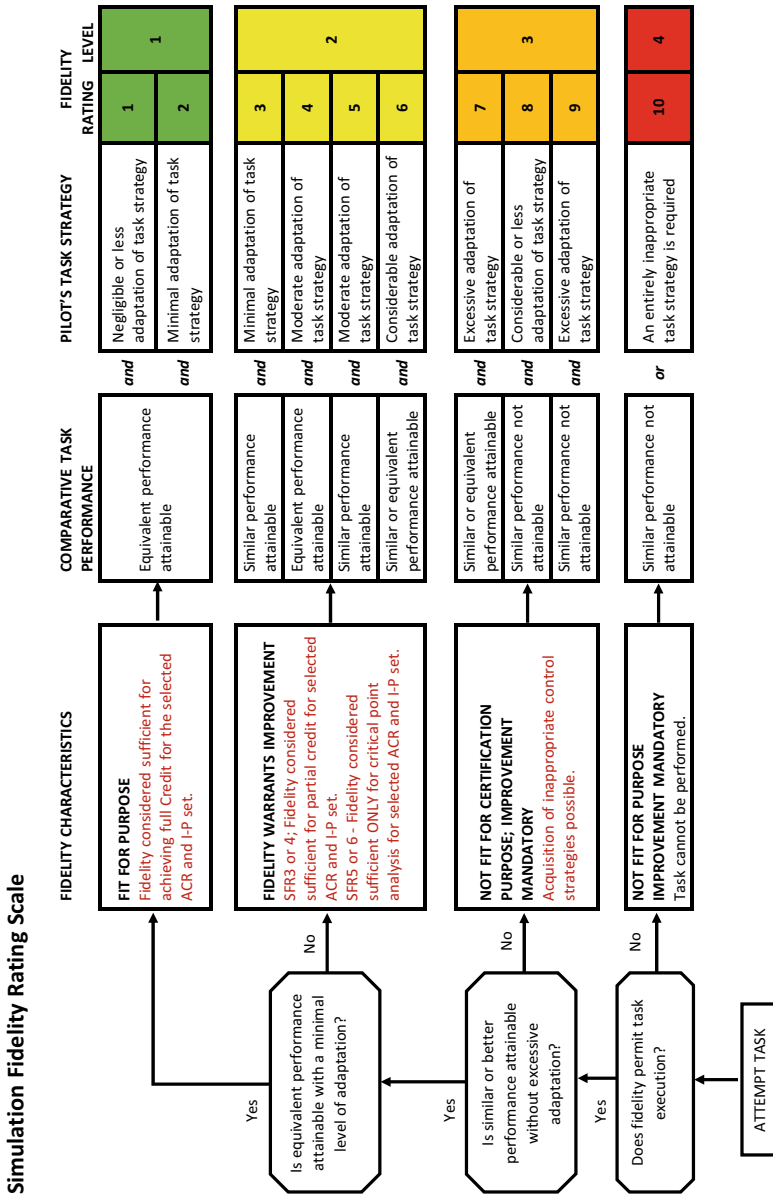 Simulation Fidelity Rating Scale
FIDELITY CHARACTERISTICS
COMPARATIVE TASK
PERFORMANCE
PILOT'S TASK STRATEGY
FIDELITY
RATING LEVEL
FIT FOR PURPOSE
Fidelity considered sufficient for
achieving full Credit for the selected
ACR and I-P set.
Equivalent performance
attainable
and
Negligible or less
adaptation of task strategy
1
and
Minimal adaptation of task
strategy
2
1
Yes
Is equivalent performance
attainable with a minimal
level of adaptation?
No
FIDELITY WARRANTS IMPROVEMENT
SFR3 or 4; Fidelity considered
sufficient for partial credit for selected
ACR and I-P set.
SFR5 or 6 - Fidelity considered
sufficient ONLY for critical point
analysis for selected ACR and I-P set.
Similar performance
attainable
and
Minimal adaptation of task
strategy
3
Equivalent performance
attainable
and
Moderate adaptation of
task strategy
4
Similar performance
attainable
and
Moderate adaptation of
task strategy
5
Similar or equivalent
performance attainable
and
Considerable adaptation of
task strategy
6
2
Yes
Is similar or better
performance attainable
without excessive
adaptation?
No
NOT FIT FOR CERTIFICATION
PURPOSE; IMPROVEMENT
MANDATORY
Acquisition of inappropriate control
strategies possible.
Similar or equivalent
performance attainable
and
Excessive adaptation of
task strategy
7
Similar performance not
attainable
and
Considerable or less
adaptation of task strategy
8
Similar performance not
attainable
and
Excessive adaptation of
task strategy
9
3
Yes
Does fidelity permit task
execution?
No
NOT FIT FOR PURPOSE
IMPROVEMENT MANDATORY
Task cannot be performed.
Similar performance not
attainable
or
An entirely inappropriate
task strategy is required
10
4
ATTEMPT TASK